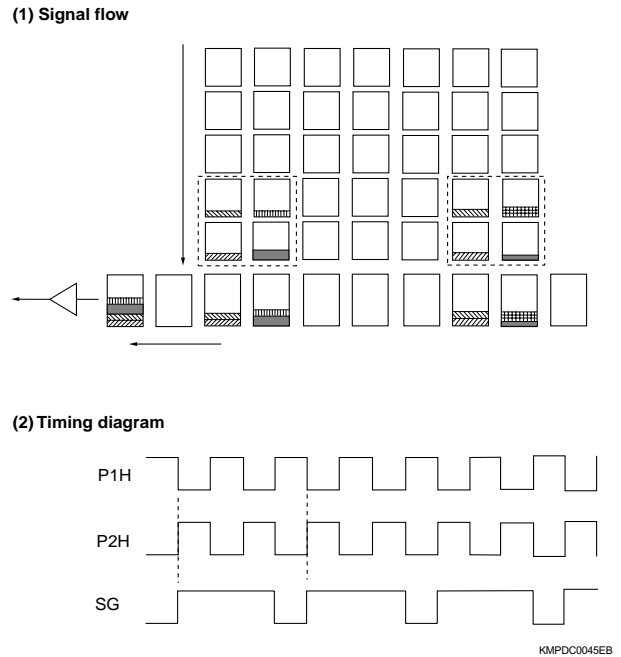 (1) Signal flow
(2) Timing diagram
P1H
P2H
SG
KMPDC0045EB